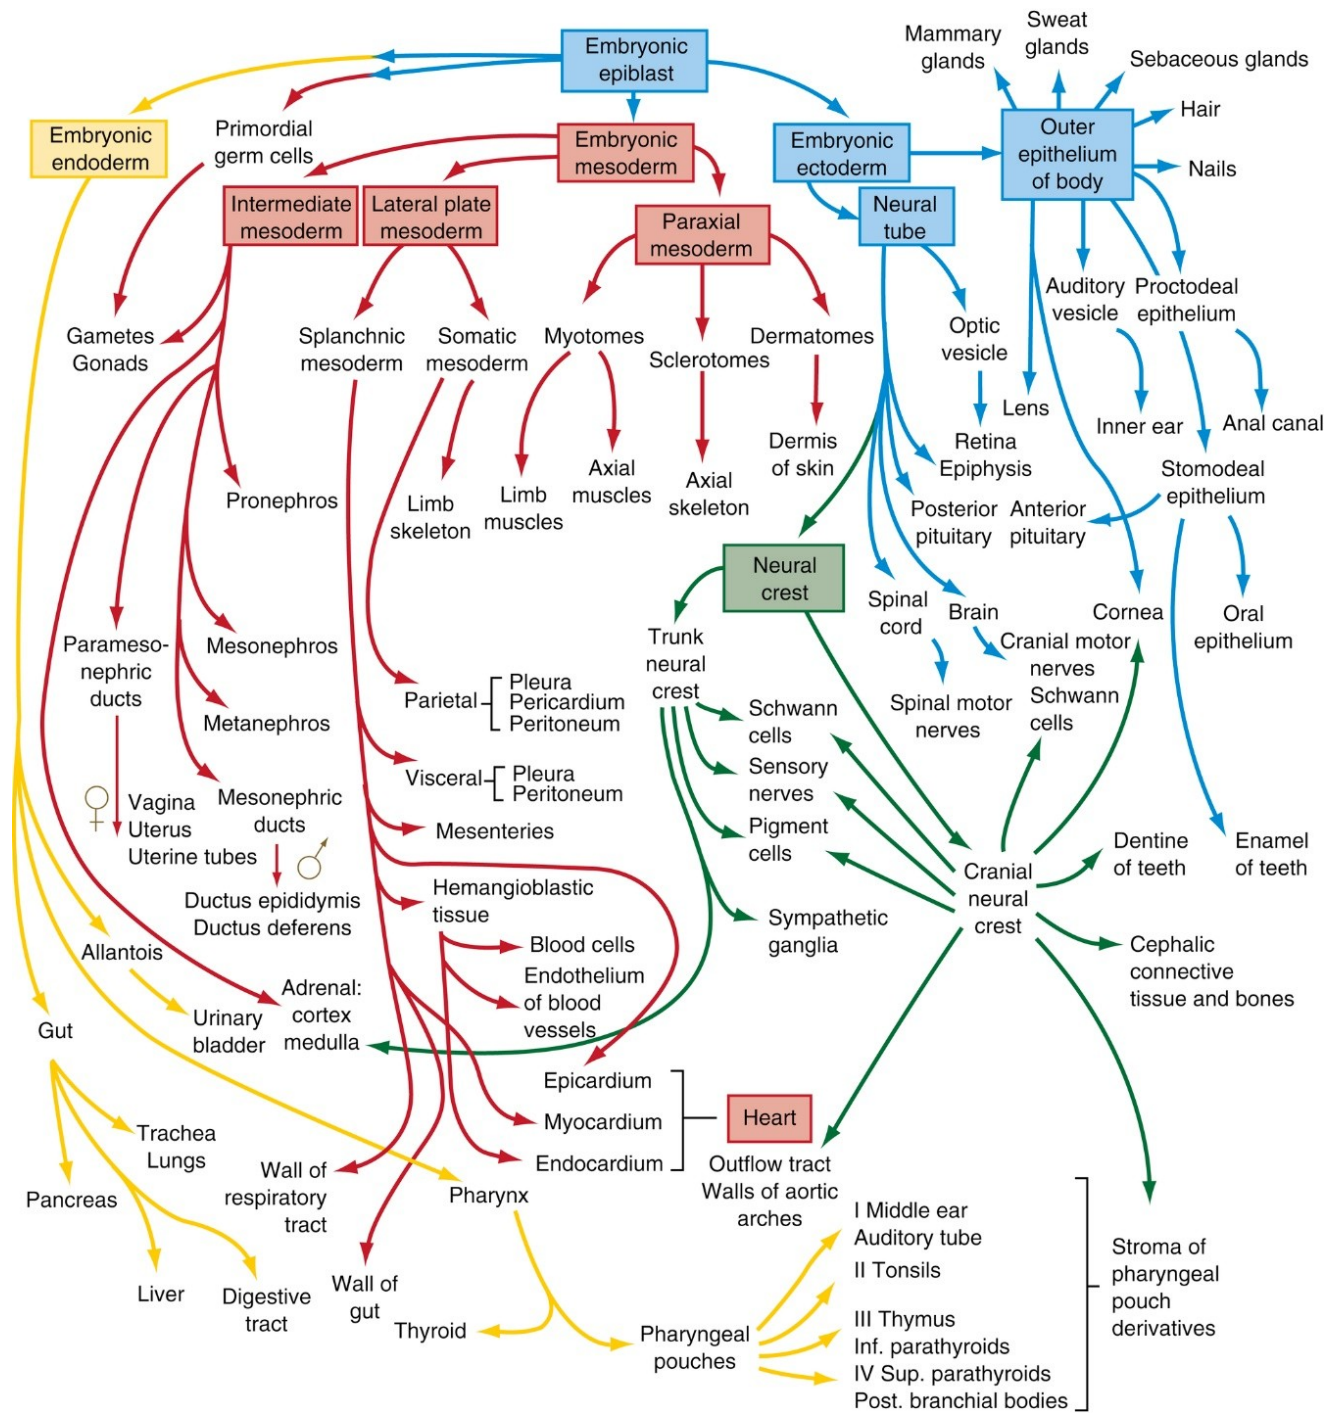 Embryonic
epiblast
Mammary
glands
Sweat
glands
Sebaceous glands
Hair
Nails
Embryonic
endoderm
Primordial
germ cells
Embryonic
mesoderm
Embryonic
ectoderm
Outer
epithelium
of body
Intermediate
mesoderm
Lateral plate
mesoderm
Paraxial
mesoderm
Neural
tube
Gametes
Gonads
Splanchnic
mesoderm
Somatic
mesoderm
Myotomes
Sclerotomes
Dermatomes
Optic
vesicle
Auditory
vesicle
Proctodeal
epithelium
Lens
Inner ear
Anal canal
Pronephros
Limb
skeleton
Limb
muscles
Axial
muscles
Axial
skeleton
Dermis
of skin
Retina
Epiphysis
Posterior
pituitary
Anterior
pituitary
Stomodeal
epithelium
Neural
crest
Spinal
cord
Brain
Cornea
Oral
epithelium
Parameso-
nephric
ducts
Mesonephros
Metanephros
Trunk
neural
crest
Cranial motor
nerves
Schwann
cells
Spinal motor
nerves
Parietal
Pleura
Pericardium
Peritoneum
Schwann
cells
Visceral
Pleura
Peritoneum
Sensory
nerves
♀
Vagina
Uterus
Uterine tubes
Mesonephric
ducts
♂
Ductus epididymis
Ductus deferens
Mesenteries
Pigment
cells
Dentine
of teeth
Enamel
of teeth
Cranial
neural
crest
Hemangioblastic
tissue
Sympathetic
ganglia
Blood cells
Endothelium
of blood
vessels
Cephalic
connective
tissue and bones
Allantois
Gut
Urinary
bladder
Adrenal:
cortex
medulla
Epicardium
Myocardium
Endocardium
Heart
Trachea
Lungs
Pancreas
Liver
Digestive
tract
Wall of
respiratory
tract
Wall of
gut
Pharynx
Thyroid
Pharyngeal
pouches
Outflow tract
Walls of aortic
arches
I Middle ear
Auditory tube
II Tonsils
III Thymus
Inf. parathyroids
IV Sup. parathyroids
Post. branchial bodies
Stroma of
pharyngeal
pouch
derivatives